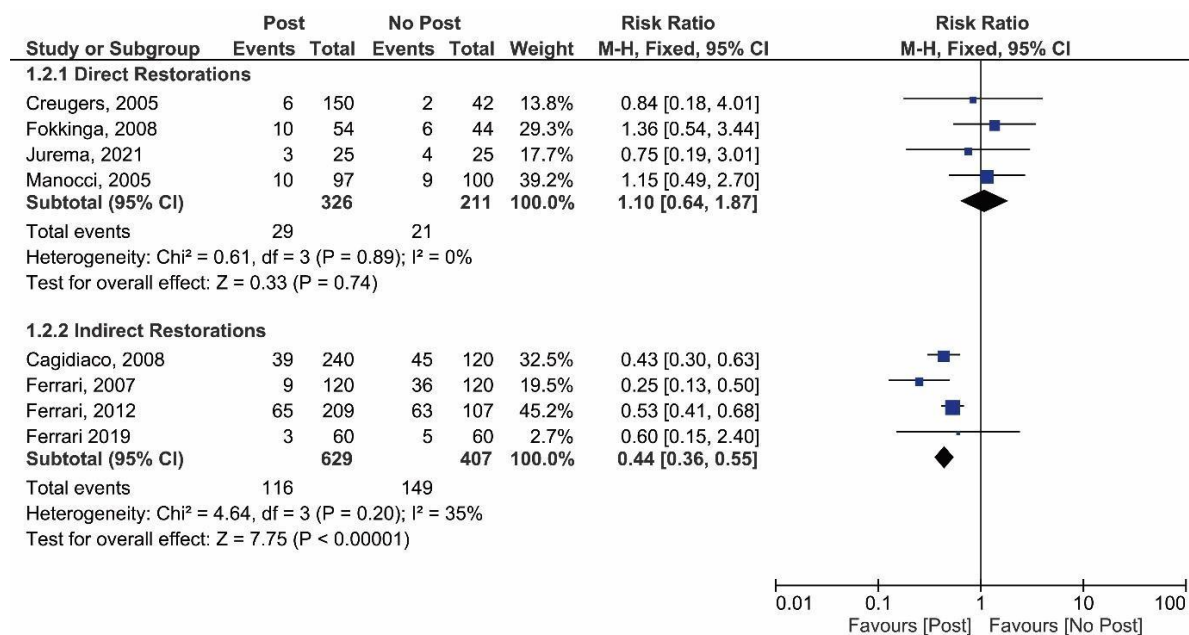 Post No Post Risk Ratio Risk Ratio
Study or Subgroup Events Total Events Total Weight M-H, Fixed, 95% CI M-H, Fixed, 95% CI
1.2.1 Direct Restorations
Creugers, 2005 6 150 2 42 13.8% 0.84 [0.18, 4.01]
Fokkinga, 2008 10 54 6 44 29.3% 1.36 [0.54, 3.44]
Jurema, 2021 3 25 4 25 17.7% 0.75 [0.19, 3.01]
Manocci, 2005 10 97 9 100 39.2% 1.15 [0.49, 2.70]
Subtotal (95% CI) 326 211 100.0% 1.10 [0.64, 1.87]
Total events 29 21
Heterogeneity: Chi² = 0.61, df = 3 (P = 0.89); I² = 0%
Test for overall effect: Z = 0.33 (P = 0.74)
1.2.2 Indirect Restorations
Cagidiaco, 2008 39 240 45 120 32.5% 0.43 [0.30, 0.63]
Ferrari, 2007 9 120 36 120 19.5% 0.25 [0.13, 0.50]
Ferrari, 2012 65 209 63 107 45.2% 0.53 [0.41, 0.68]
Ferrari 2019 3 60 5 60 2.7% 0.60 [0.15, 2.40]
Subtotal (95% CI) 629 407 100.0% 0.44 [0.36, 0.55]
Total events 116 149
Heterogeneity: Chi² = 4.64, df = 3 (P = 0.20); I² = 35%
Test for overall effect: Z = 7.75 (P < 0.00001)
0.01 0.1 1 10 100
Favours [Post] Favours [No Post]